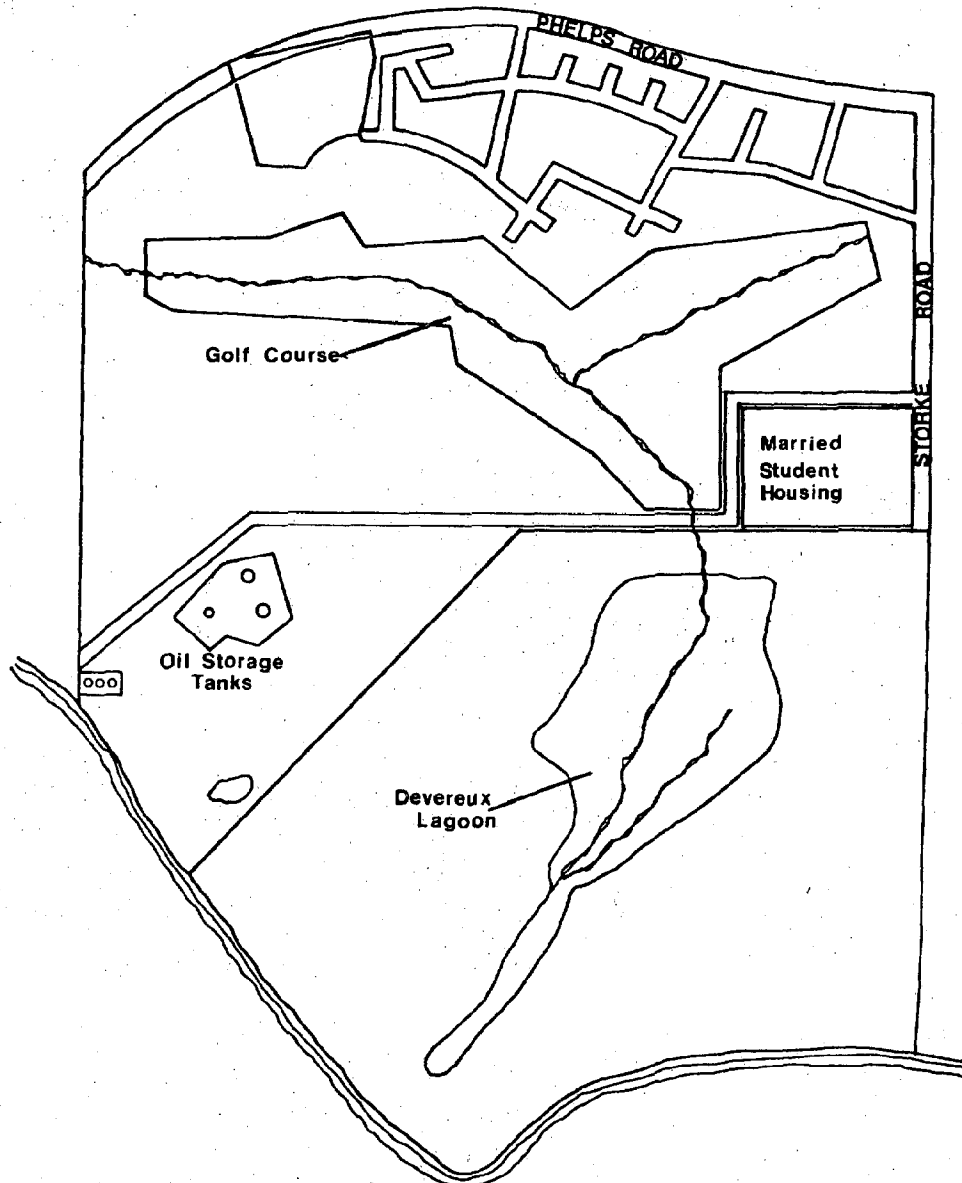 PHELPS ROAD
Golf Course
STORKE ROAD
Married
Student
Housing
Oil Storage
Tanks
Devereux
Lagoon